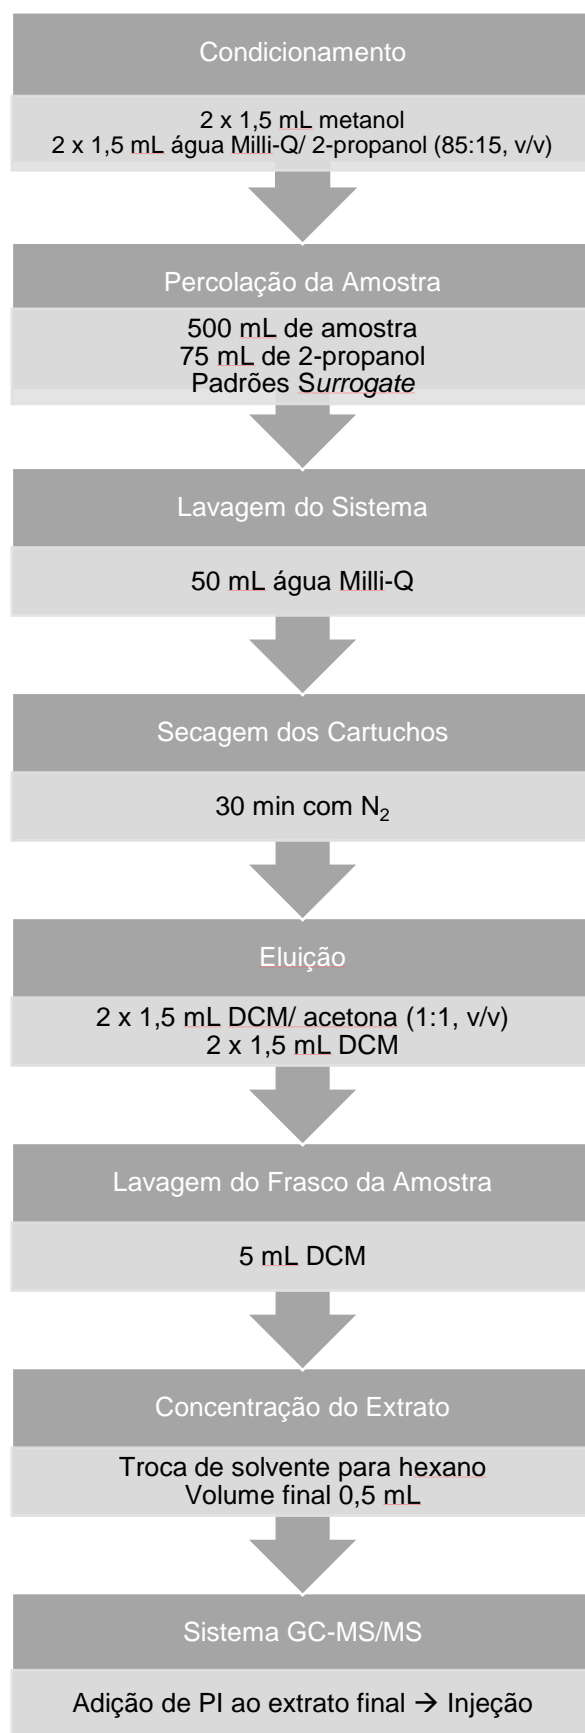 Condicionamento
2 x 1,5 mL metanol
2 x 1,5 mL água Milli-Q/ 2-propanol (85:15, v/v)
Percolação da Amostra
500 mL de amostra
75 mL de 2-propanol
Padrões Surrogate
Lavagem do Sistema
50 mL água Milli-Q
Secagem dos Cartuchos
30 min com N₂
Eluição
2 x 1,5 mL DCM/ acetona (1:1, v/v)
2 x 1,5 mL DCM
Lavagem do Frasco da Amostra
5 mL DCM
Concentração do Extrato
Troca de solvente para hexano
Volume final 0,5 mL
Sistema GC-MS/MS
Adição de PI ao extrato final → Injeção